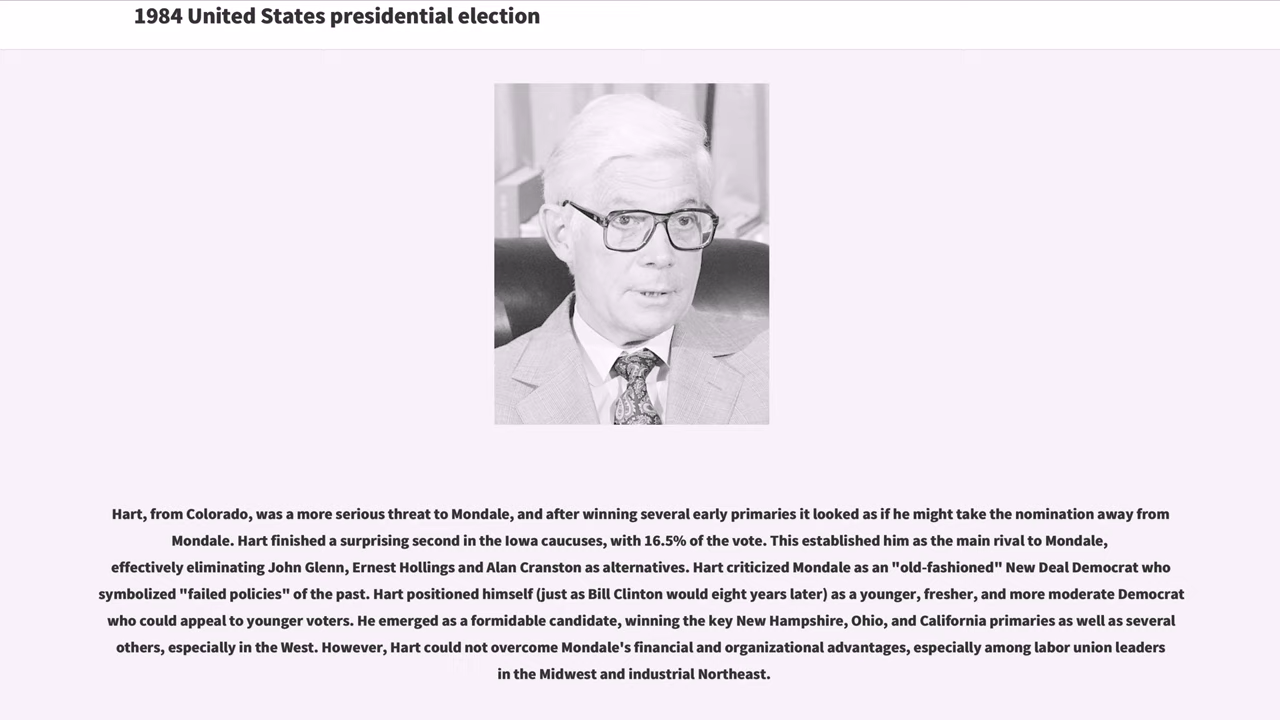 1984 United States presidential election
Hart, from Colorado, was a more serious threat to Mondale, and after winning several early primaries it looked as if he might take the nomination away from
Mondale. Hart finished a surprising second in the Iowa caucuses, with 16.5% of the vote. This established him as the main rival to Mondale,
effectively eliminating John Glenn, Ernest Hollings and Alan Cranston as alternatives. Hart criticized Mondale as an "old-fashioned" New Deal Democrat who
symbolized "failed policies" of the past. Hart positioned himself (just as Bill Clinton would eight years later) as a younger, fresher, and more moderate Democrat
who could appeal to younger voters. He emerged as a formidable candidate, winning the key New Hampshire, Ohio, and California primaries as well as several
others, especially in the West. However, Hart could not overcome Mondale's financial and organizational advantages, especially among labor union leaders
in the Midwest and industrial Northeast.